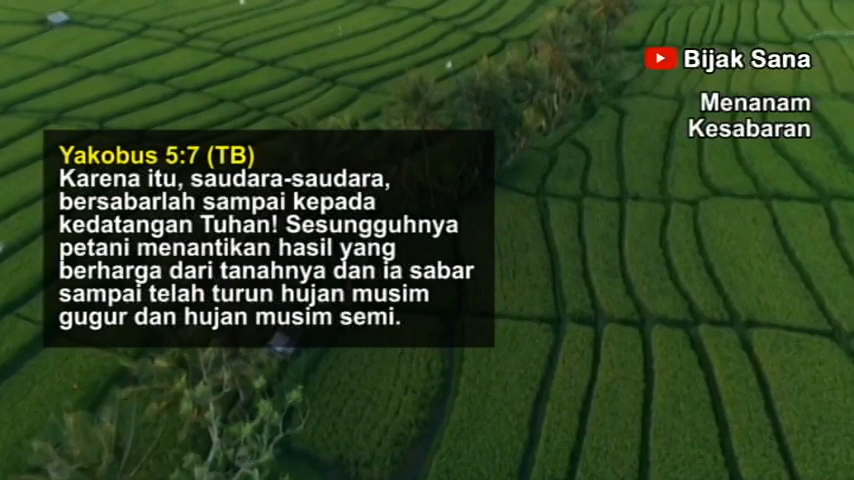 Bijak Sana
Menanam
Kesabaran
Yakobus 5:7 (TB)
Karena itu, saudara-saudara,
bersabarlah sampai kepada
kedatangan Tuhan! Sesungguhnya
petani menantikan hasil yang
berharga dari tanahnya dan ia sabar
sampai telah turun hujan musim
gugur dan hujan musim semi.